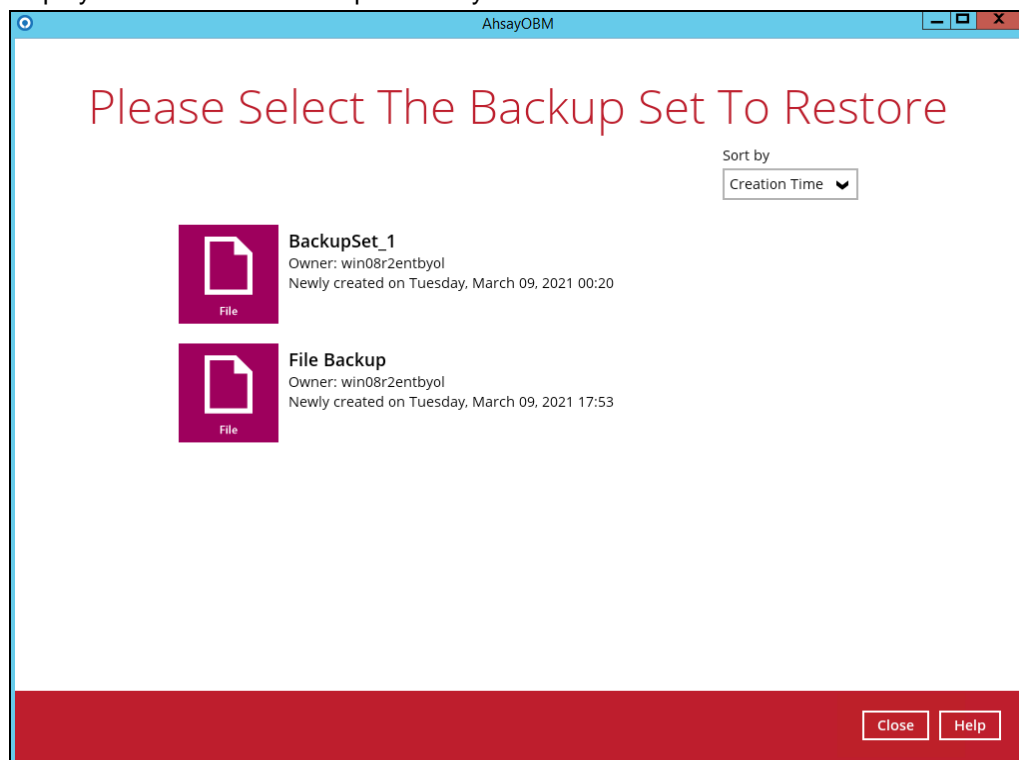 AhsayOBM
Please Select The Backup Set To Restore
Sort by
Creation Time
BackupSet_1
Owner: win08r2entbyol
Newly created on Tuesday, March 09, 2021 00:20
File
File Backup
Owner: win08r2entbyol
Newly created on Tuesday, March 09, 2021 17:53
File
Close Help